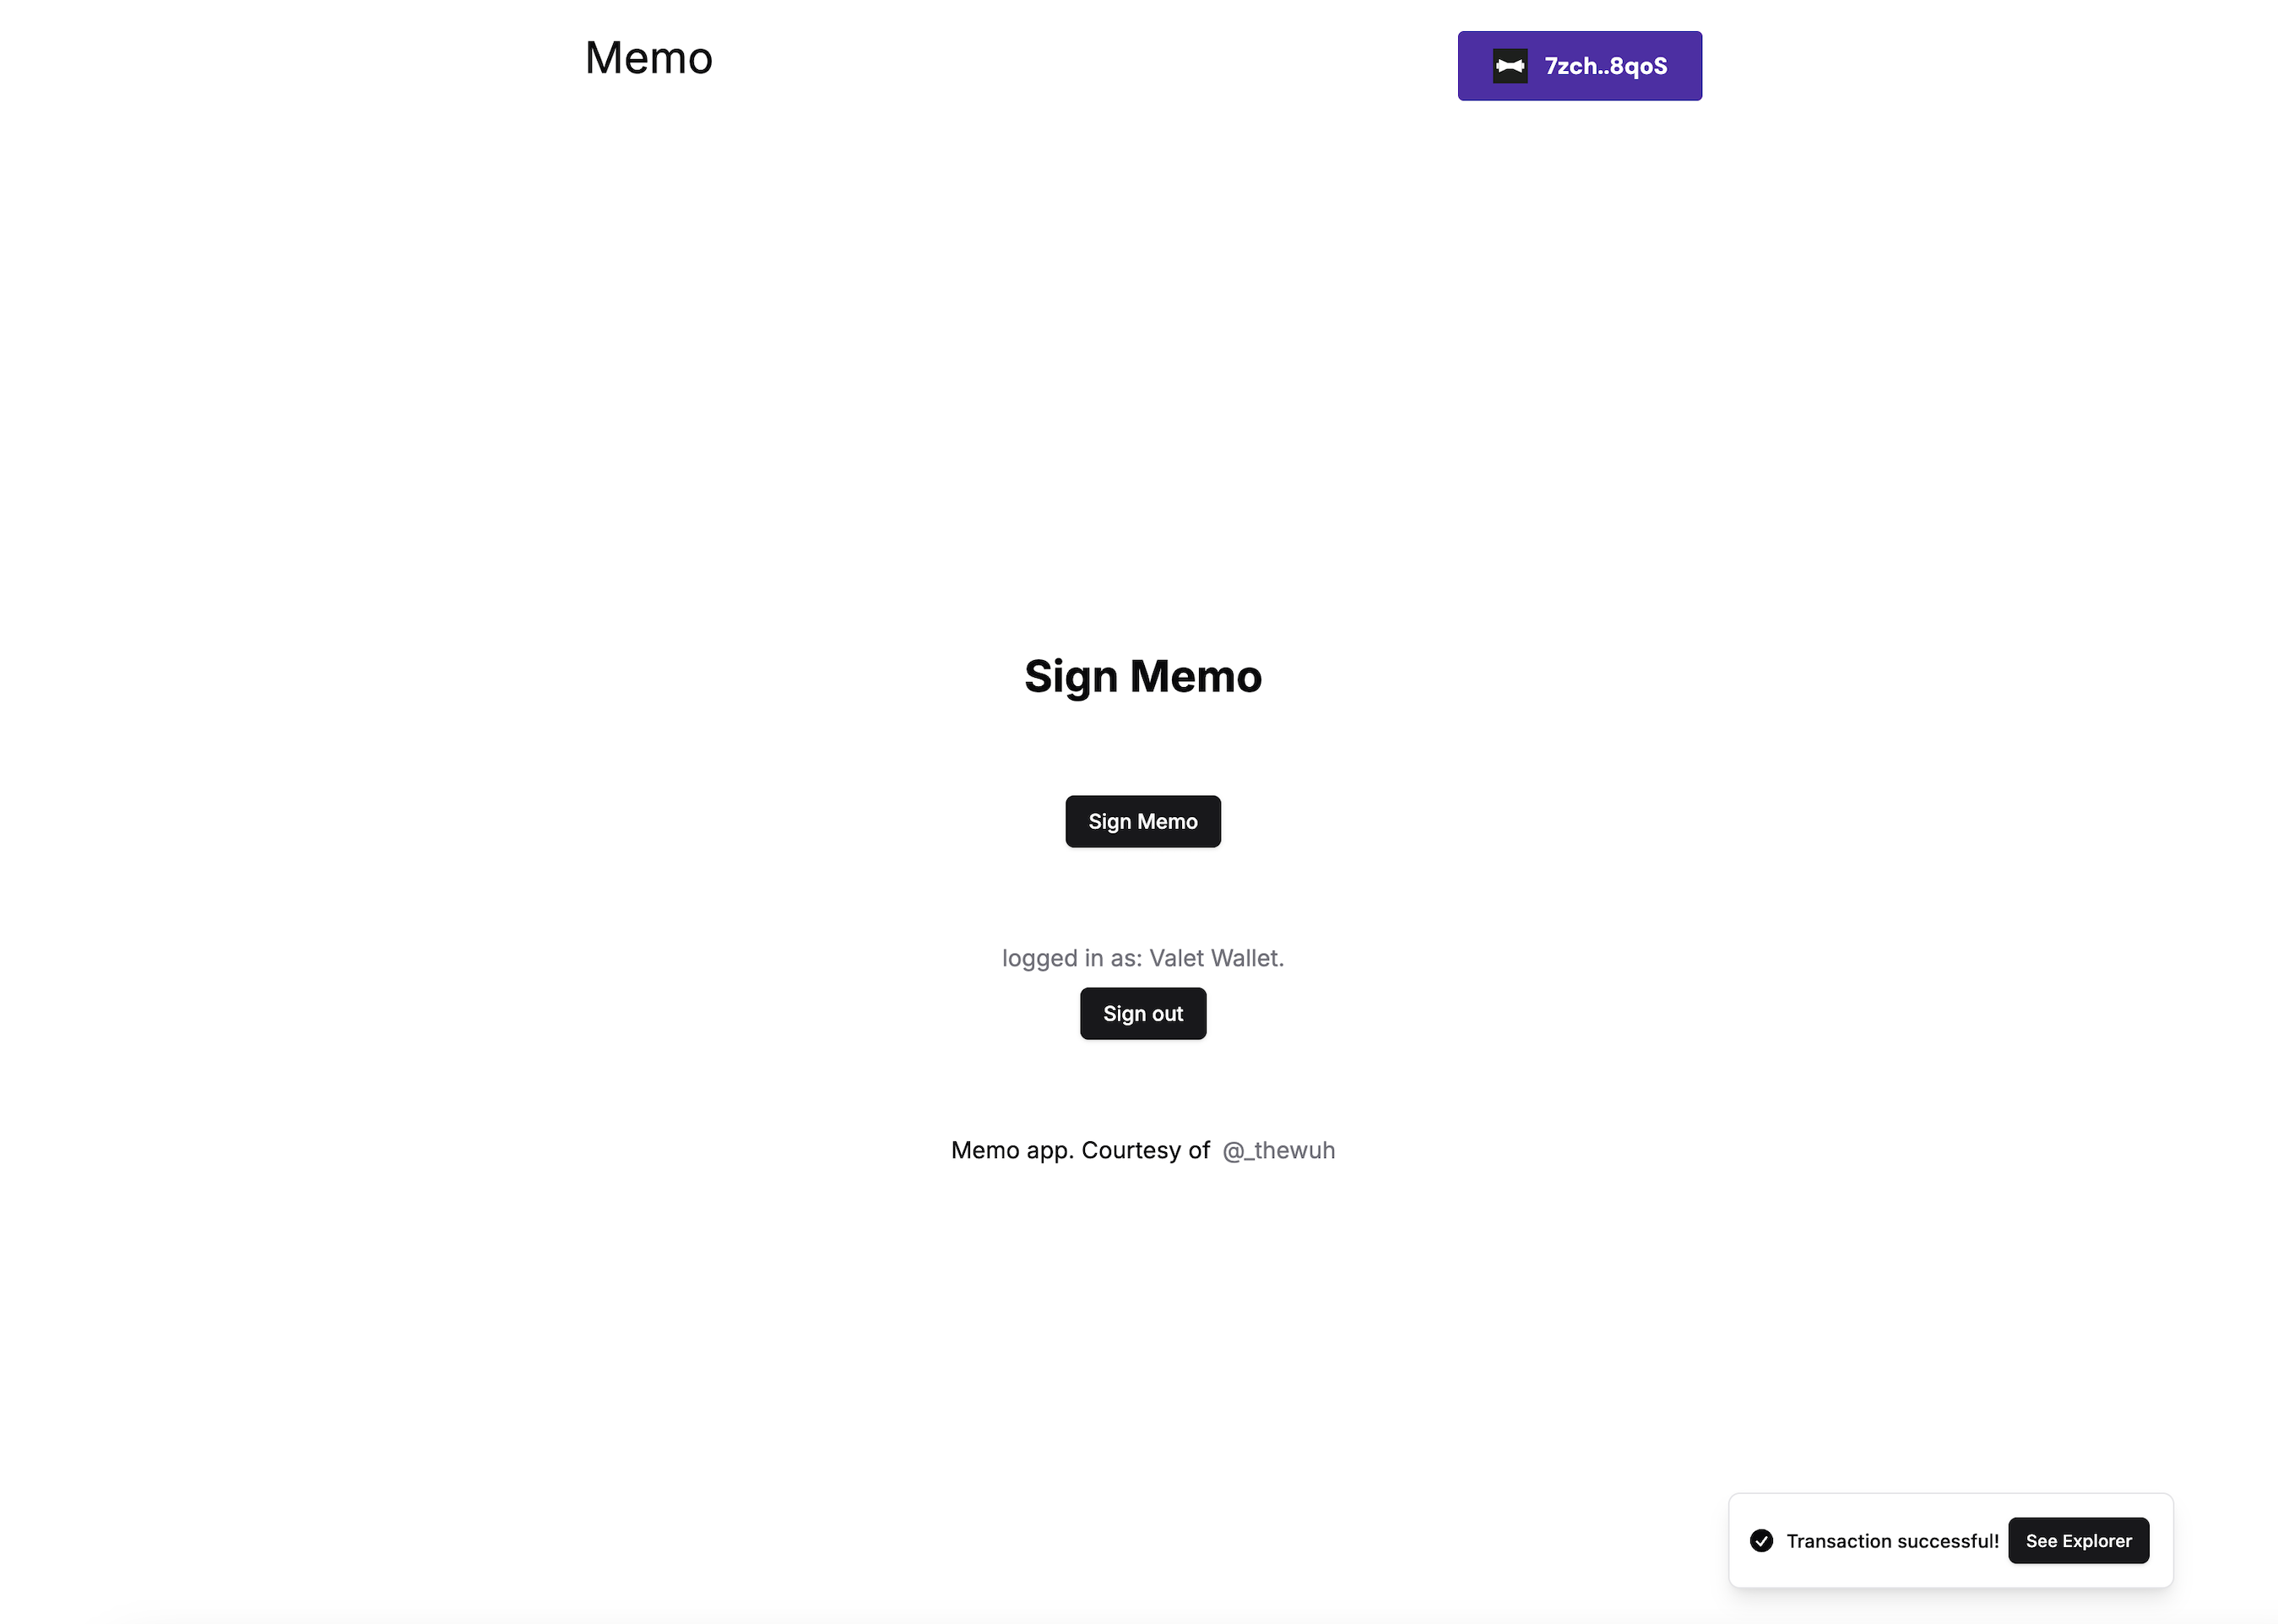 Memo
7zch..8qoS
Sign Memo
Sign Memo
logged in as: Valet Wallet.
Sign out
Memo app. Courtesy of @_thewuh
Transaction successful! See Explorer